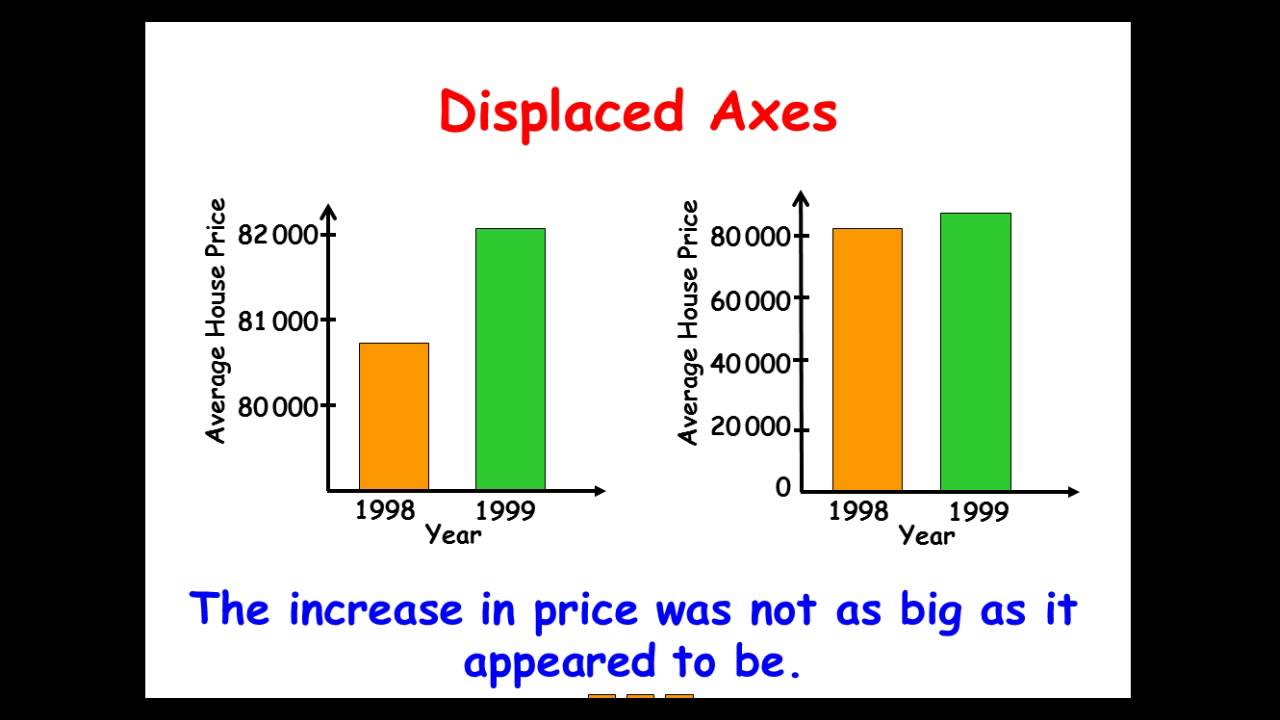 Displaced Axes
Average House Price
82 000
81 000
80 000
1998
1999
Year
Average House Price
80 000
60 000
40 000
20 000
0
1998
1999
Year
The increase in price was not as big as it
appeared to be.